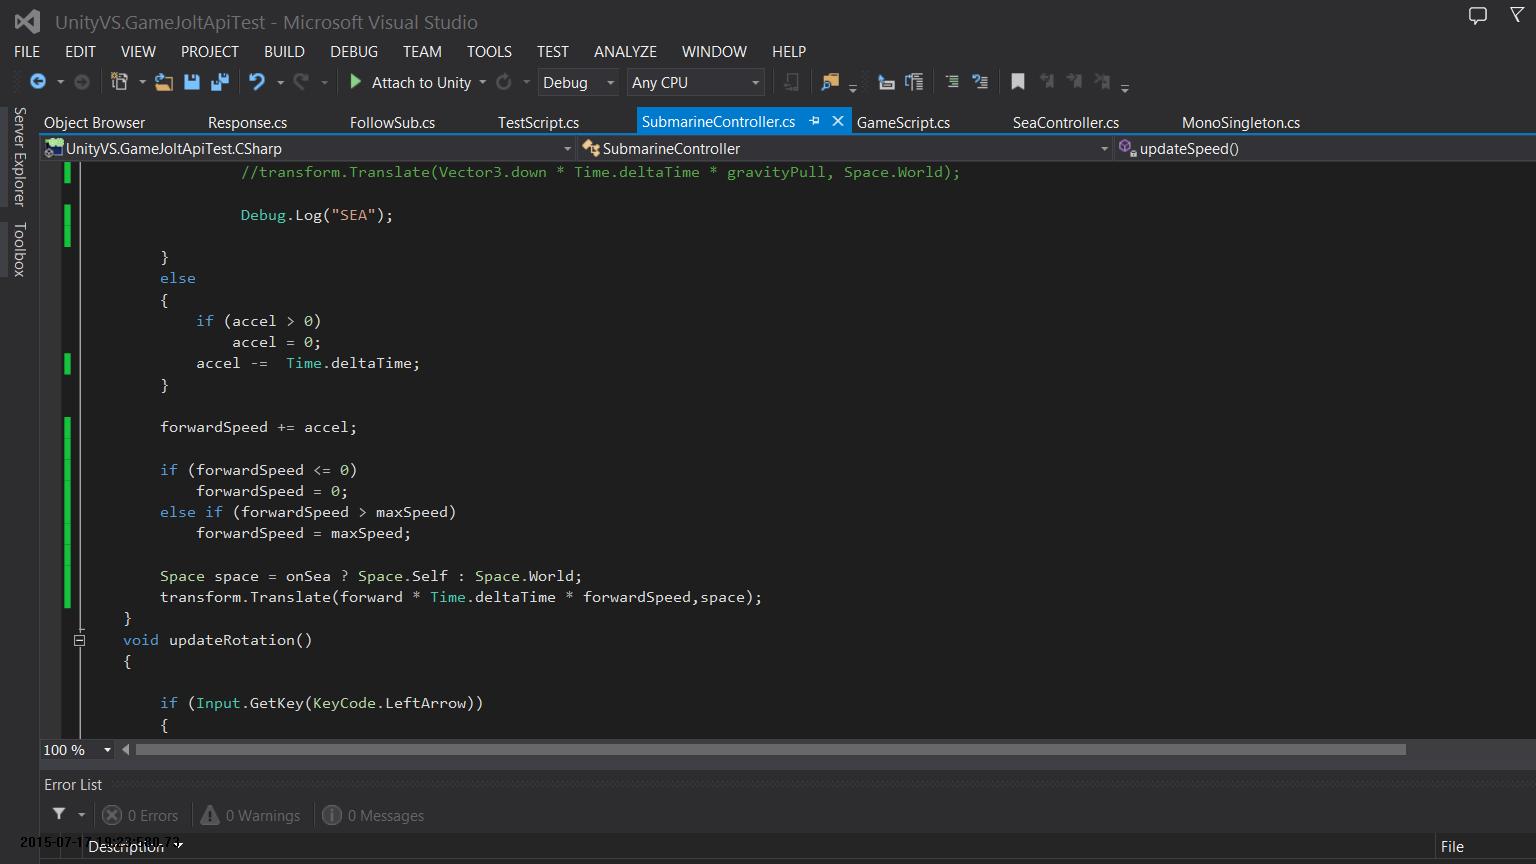 UnityVS.GameJoltApiTest - Microsoft Visual Studio
FILE EDIT VIEW PROJECT BUILD DEBUG TEAM TOOLS TEST ANALYZE WINDOW HELP
Attach to Unity Debug Any CPU
Server Explorer
Toolbox
Object Browser Response.cs FollowSub.cs TestScript.cs SubmarineController.cs GameScript.cs SeaController.cs MonoSingleton.cs
UnityVS.GameJoltApiTest.CSharp SubmarineController updateSpeed()
//transform.Translate(Vector3.down * Time.deltaTime * gravityPull, Space.World);
Debug.Log("SEA");
}
else
{
if (accel > 0)
accel = 0;
accel -= Time.deltaTime;
}
forwardSpeed += accel;
if (forwardSpeed <= 0)
forwardSpeed = 0;
else if (forwardSpeed > maxSpeed)
forwardSpeed = maxSpeed;
Space space = onSea ? Space.Self : Space.World;
transform.Translate(forward * Time.deltaTime * forwardSpeed,space);
}
void updateRotation()
{
if (Input.GetKey(KeyCode.LeftArrow))
{
100 %
Error List
0 Errors 0 Warnings 0 Messages
Description File